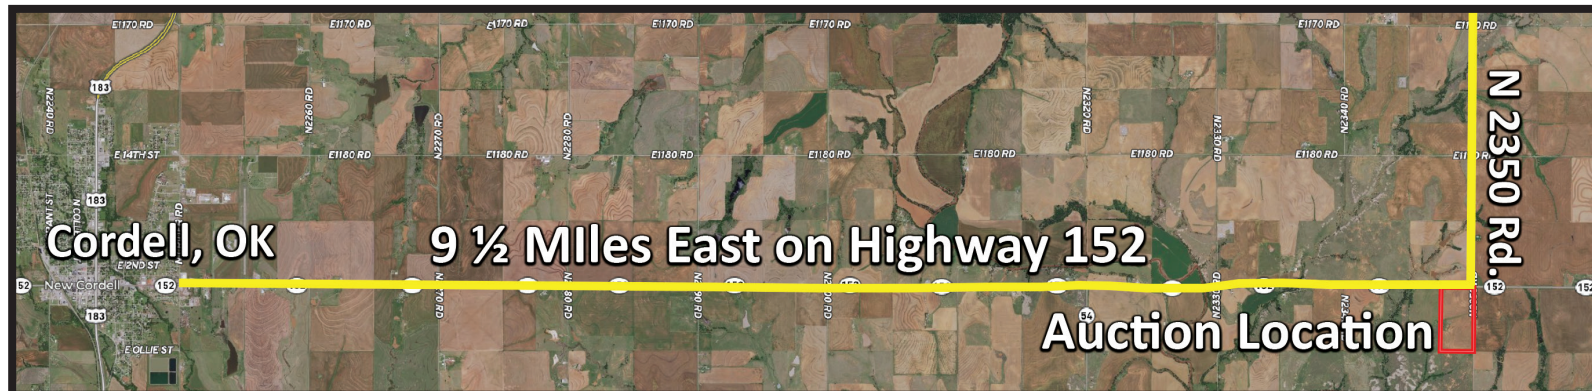 E1170 RD
E1170 RD
E1170 RD
E1170 RD
E1170 RD
E1170 RD
183
N2240 RD
N2260 RD
N2270 RD
N2280 RD
N2320 RD
N2330 RD
N2340 RD
N 2350 Rd.
E 14TH ST
E1180 RD
E1180 RD
E1180 RD
E1180 RD
E1180 RD
E1180 RD
E1180 RD
183
Cordell, OK
9 ½ MIles East on Highway 152
E 2ND ST
New Cordell
152
152
152
183
54
Auction Location
E OLLIE ST